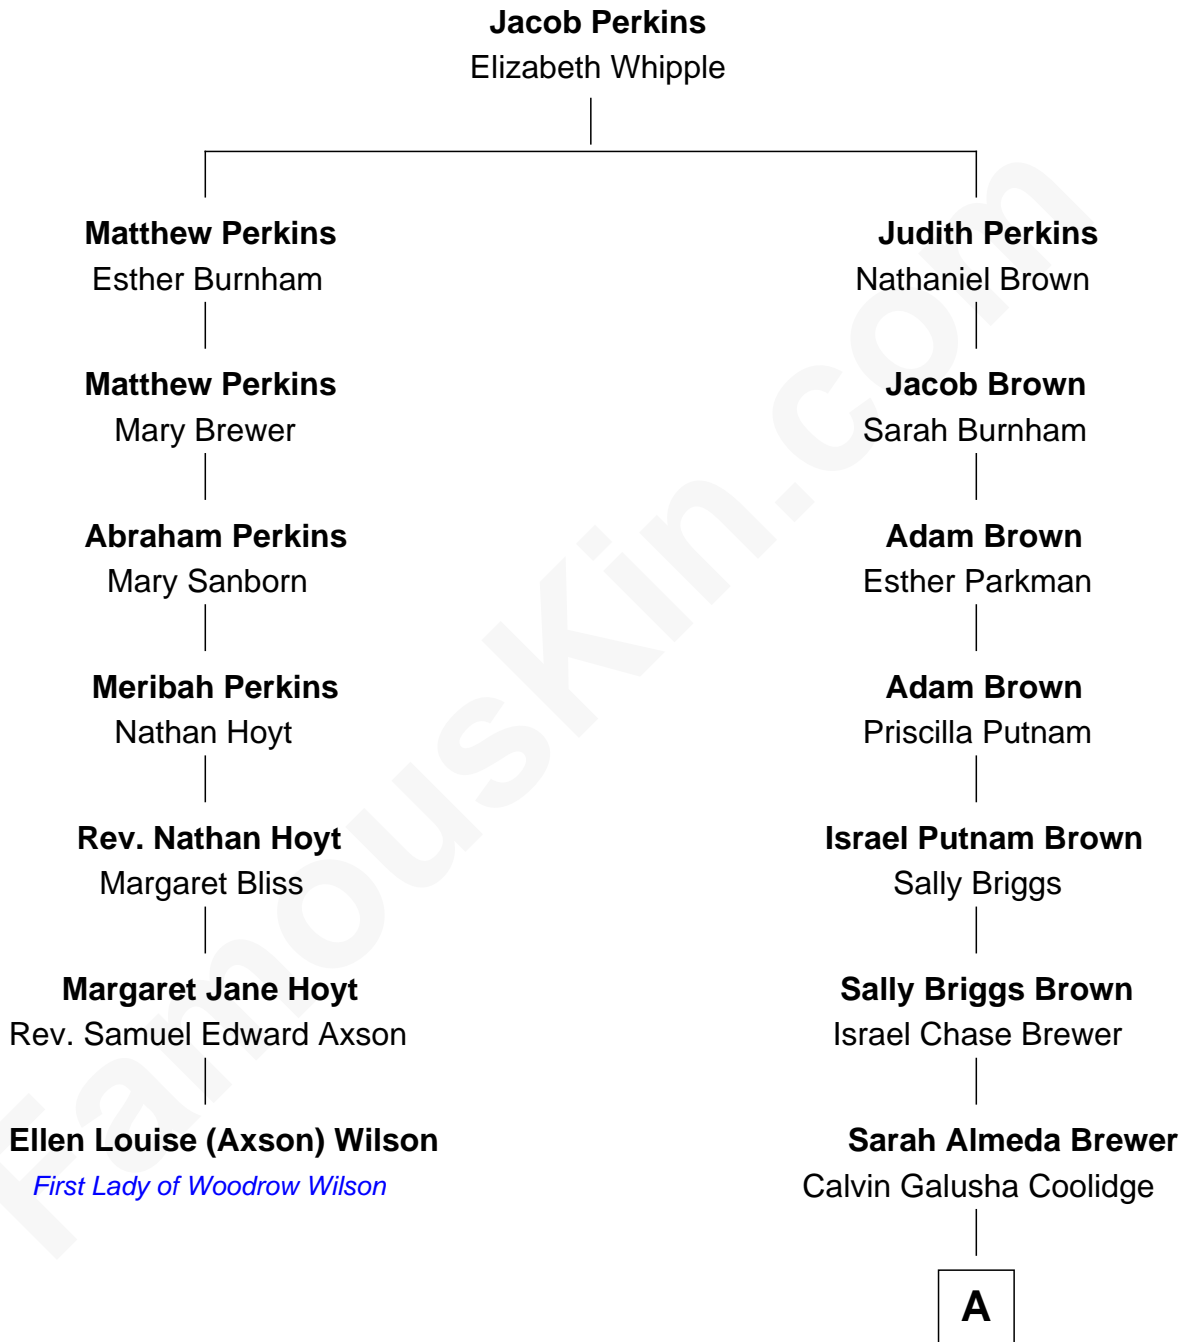 Jacob Perkins
Elizabeth Whipple
Matthew Perkins
Esther Burnham
Judith Perkins
Nathaniel Brown
Matthew Perkins
Mary Brewer
Jacob Brown
Sarah Burnham
Abraham Perkins
Mary Sanborn
Adam Brown
Esther Parkman
Meribah Perkins
Nathan Hoyt
Adam Brown
Priscilla Putnam
Rev. Nathan Hoyt
Margaret Bliss
Israel Putnam Brown
Sally Briggs
Margaret Jane Hoyt
Rev. Samuel Edward Axson
Sally Briggs Brown
Israel Chase Brewer
Ellen Louise (Axson) Wilson
First Lady of Woodrow Wilson
Sarah Almeda Brewer
Calvin Galusha Coolidge
A
FamousKin.com